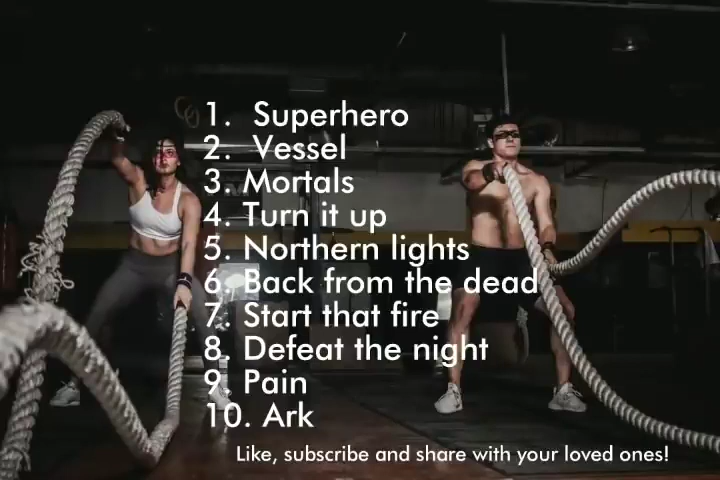 1. Superhero
2. Vessel
3. Mortals
4. Turn it up
5. Northern lights
6. Back from the dead
7. Start that fire
8. Defeat the night
9. Pain
10. Ark
Like, subscribe and share with your loved ones!